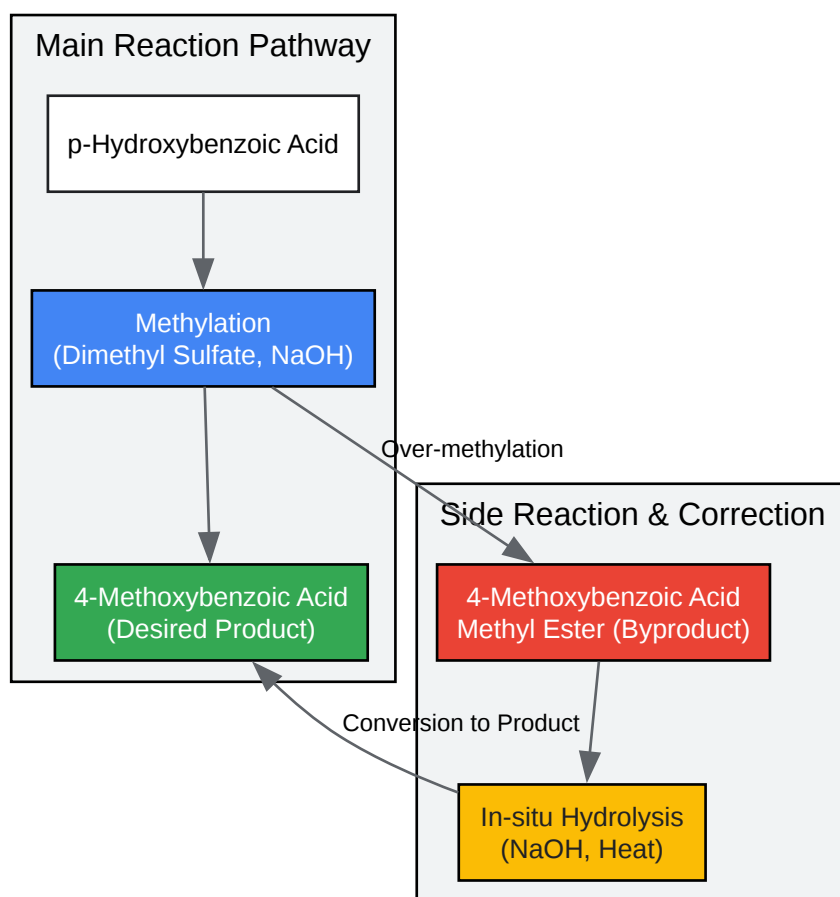 Main Reaction Pathway
p-Hydroxybenzoic Acid
Methylation
(Dimethyl Sulfate, NaOH)
Over-methylation
Side Reaction & Correction
4-Methoxybenzoic Acid
(Desired Product)
4-Methoxybenzoic Acid
Methyl Ester (Byproduct)
Conversion to Product
In-situ Hydrolysis
(NaOH, Heat)